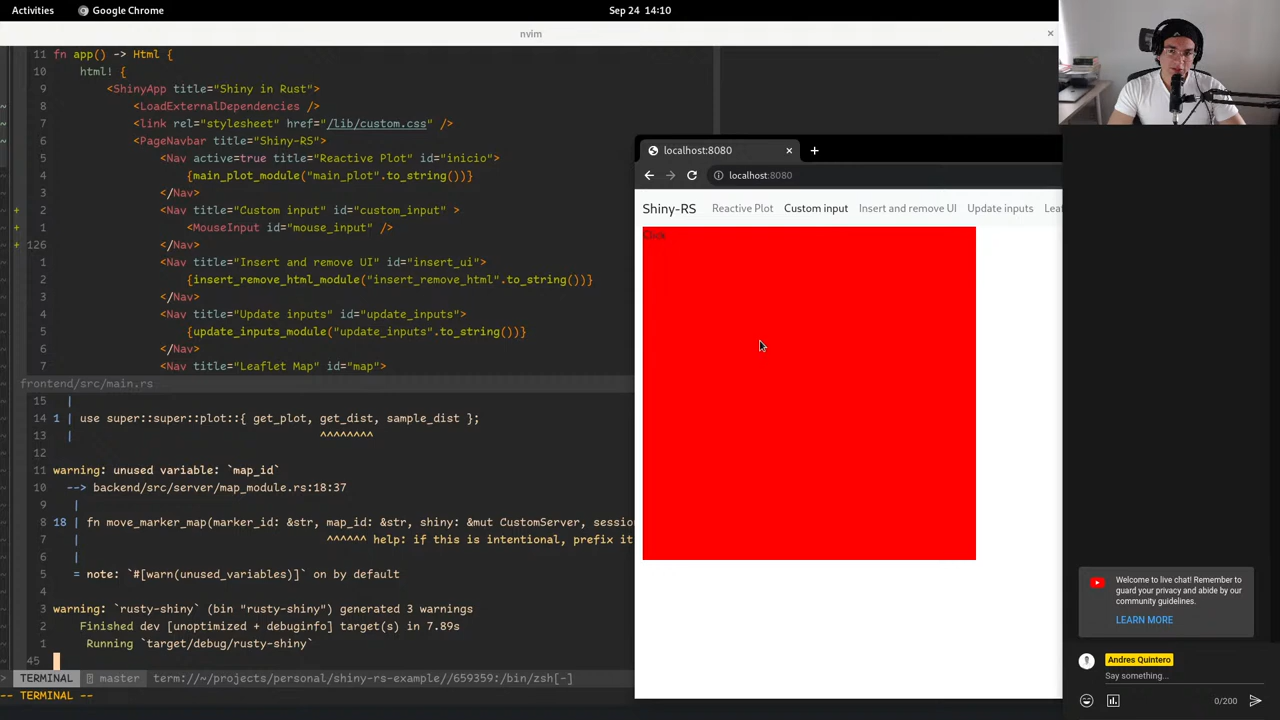 Activities
Google Chrome
Sep 24 14:10
nvim
11 fn app() -> Html {
10 html! {
9 <ShinyApp title="Shiny in Rust">
8 <LoadExternalDependencies />
7 <link rel="stylesheet" href="/lib/custom.css" />
6 <PageNavbar title="Shiny-RS">
5 <Nav active=true title="Reactive Plot" id="inicio">
4 {main_plot_module("main_plot".to_string())}
3 </Nav>
+ 2 <Nav title="Custom input" id="custom_input" >
+ 1 <MouseInput id="mouse_input" />
+ 126 </Nav>
1 <Nav title="Insert and remove UI" id="insert_ui">
2 {insert_remove_html_module("insert_remove_html".to_string())}
3 </Nav>
4 <Nav title="Update inputs" id="update_inputs">
5 {update_inputs_module("update_inputs".to_string())}
6 </Nav>
7 <Nav title="Leaflet Map" id="map">
frontend/src/main.rs
15 |
14 1 | use super::super::plot::{ get_plot, get_dist, sample_dist };
13 | ^^^^^^^^
12
11 warning: unused variable: `map_id`
10 --> backend/src/server/map_module.rs:18:37
9 |
8 18 | fn move_marker_map(marker_id: &str, map_id: &str, shiny: &mut CustomServer, sessio
7 | ^^^^^^ help: if this is intentional, prefix it
6 |
5 = note: `#[warn(unused_variables)]` on by default
4
3 warning: `rusty-shiny` (bin "rusty-shiny") generated 3 warnings
2 Finished dev [unoptimized + debuginfo] target(s) in 7.89s
1 Running `target/debug/rusty-shiny`
45
TERMINAL master term://~/projects/personal/shiny-rs-example//659359:/bin/zsh[-]
-- TERMINAL --
localhost:8080
localhost:8080
Shiny-RS Reactive Plot Custom input Insert and remove UI Update inputs Leaf
Click
Welcome to live chat! Remember to
guard your privacy and abide by our
community guidelines.
LEARN MORE
Andres Quintero
Say something...
0/200